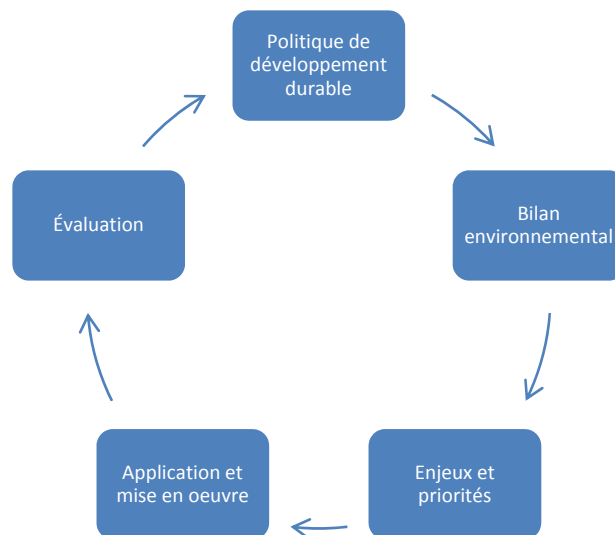 Politique de
développement
durable
Bilan
environnemental
Enjeux et
priorités
Application et
mise en oeuvre
Évaluation